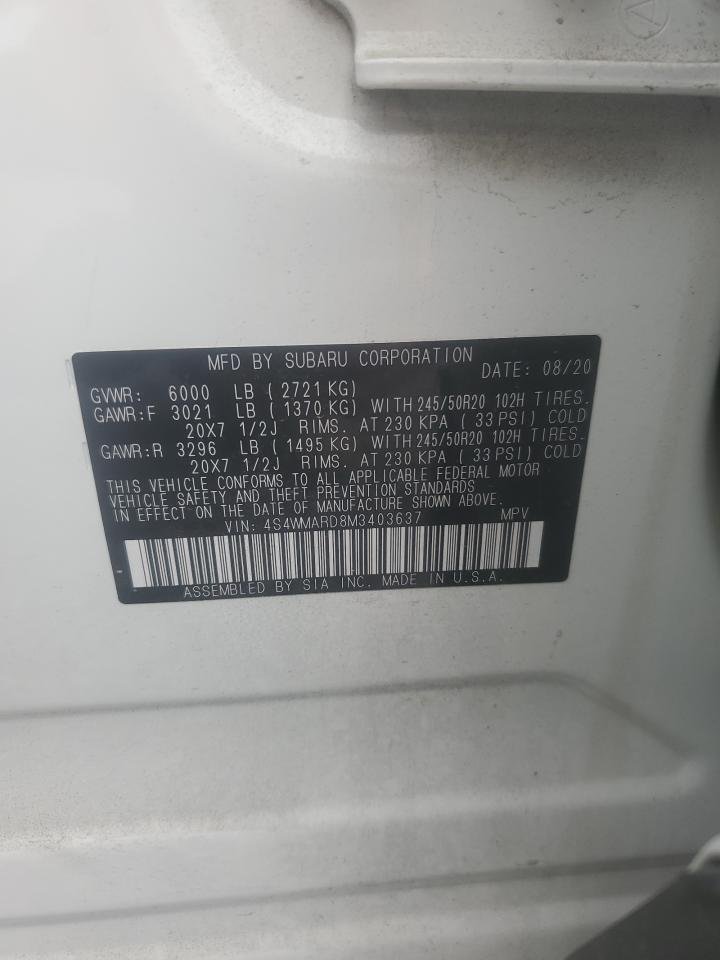 MFD BY SUBARU CORPORATION DATE: 08/20
GVWR: 6000 LB ( 2721 KG)
GAWR:F 3021 LB ( 1370 KG) WITH 245/50R20 102H TIRES.
20X7 1/2J RIMS. AT 230 KPA ( 33 PSI) COLD
GAWR:R 3296 LB ( 1495 KG) WITH 245/50R20 102H TIRES.
20X7 1/2J RIMS. AT 230 KPA ( 33 PSI) COLD
THIS VEHICLE CONFORMS TO ALL APPLICABLE FEDERAL MOTOR
VEHICLE SAFETY AND THEFT PREVENTION STANDARDS
IN EFFECT ON THE DATE OF MANUFACTURE SHOWN ABOVE.
VIN: 4S4WMARD8M3403637 MPV
ASSEMBLED BY SIA INC. MADE IN U.S.A.